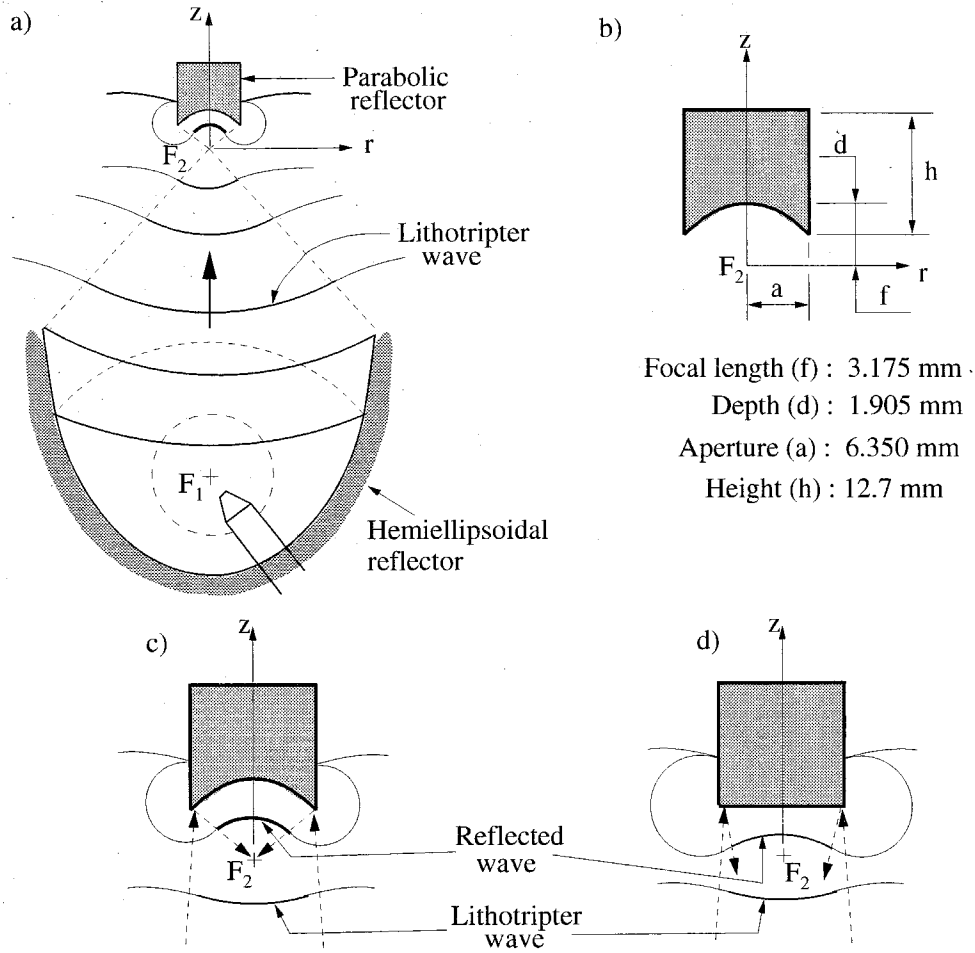 a)
z
Parabolic
reflector
F2
r
Lithotripter
wave
F1
Hemiellipsoidal
reflector
b)
z
d
h
F2
r
a
f
Focal length (f) : 3.175 mm
Depth (d) : 1.905 mm
Aperture (a) : 6.350 mm
Height (h) : 12.7 mm
c)
z
F2
Reflected
wave
Lithotripter
wave
d)
z
F2